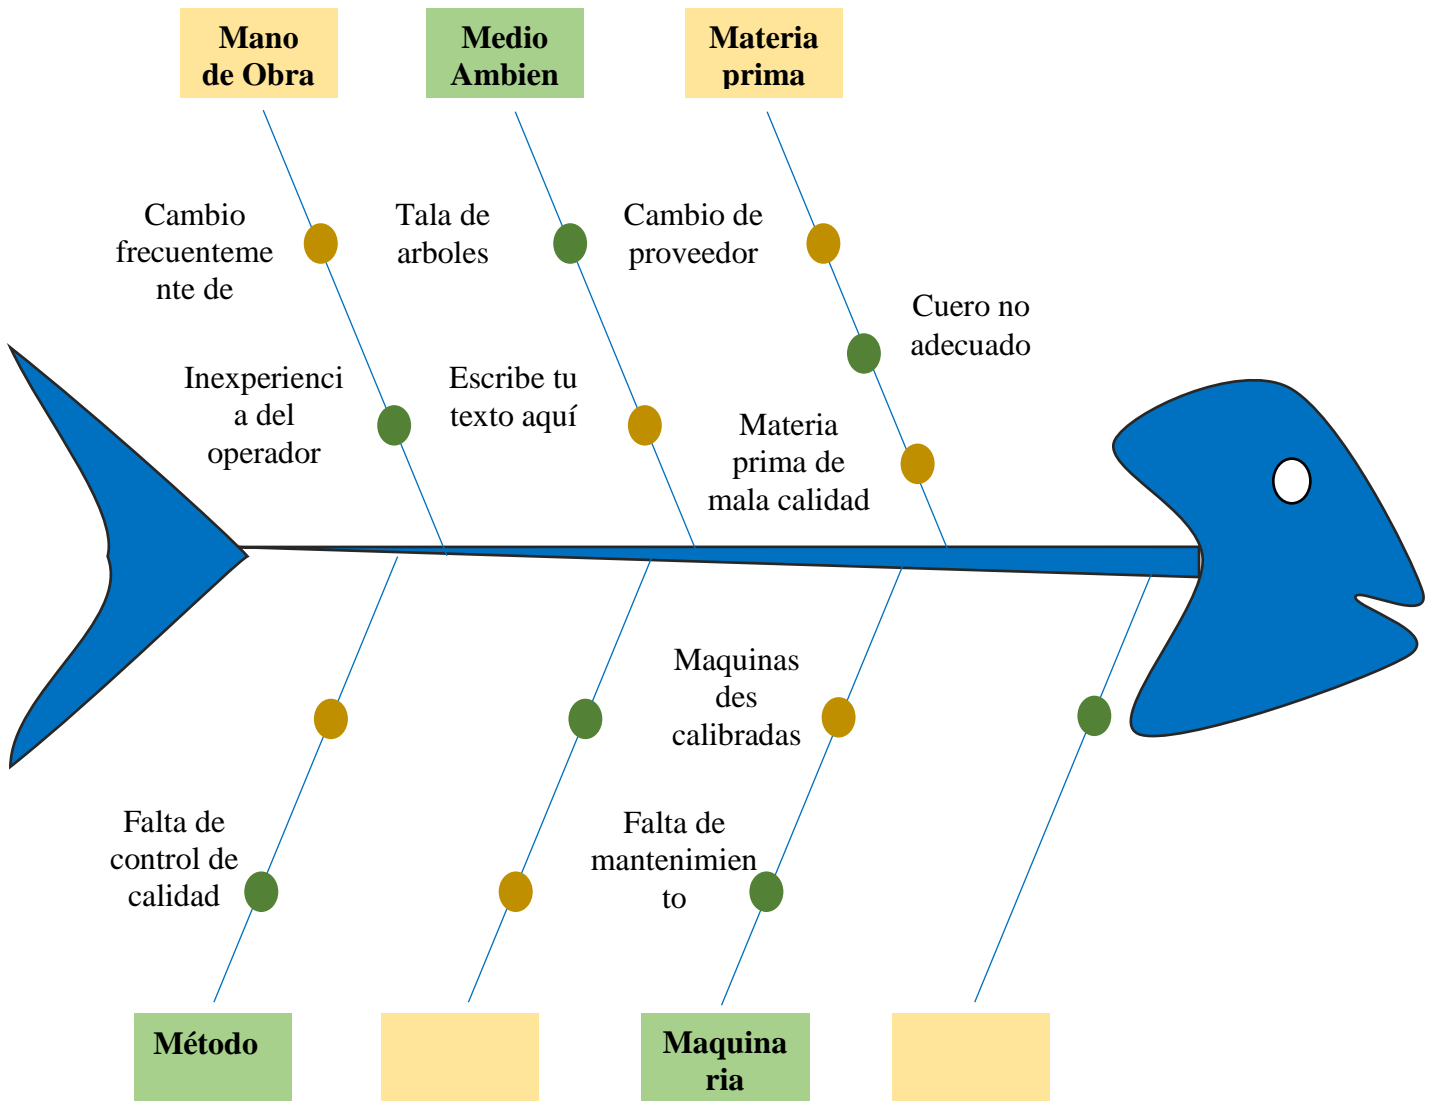 Mano
de Obra
Medio
Ambien
Materia
prima
Cambio
frecuenteme
nte de
Tala de
arboles
Cambio de
proveedor
Cuero no
adecuado
Inexperienci
a del
operador
Escribe tu
texto aquí
Materia
prima de
mala calidad
Maquinas
des
calibradas
Falta de
control de
calidad
Falta de
mantenimien
to
Método
Maquina
ria